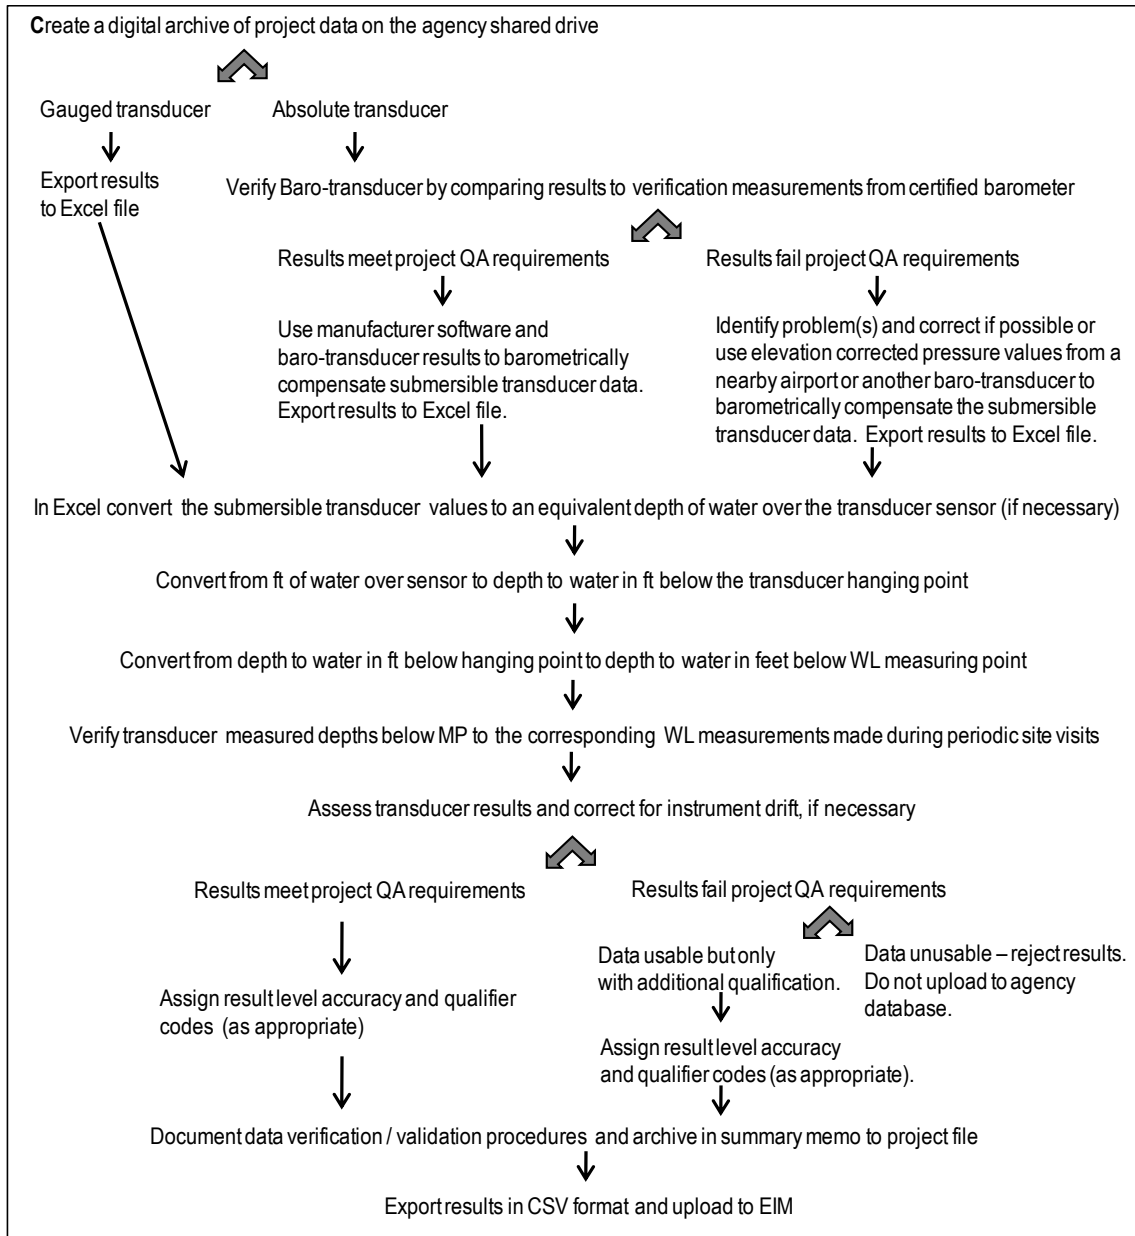 Create a digital archive of project data on the agency shared drive
Gauged transducer
Absolute transducer
Export results
to Excel file
Verify Baro-transducer by comparing results to verification measurements from certified barometer
Results meet project QA requirements
Results fail project QA requirements
Use manufacturer software and
baro-transducer results to barometrically
compensate submersible transducer data.
Export results to Excel file.
Identify problem(s) and correct if possible or
use elevation corrected pressure values from a
nearby airport or another baro-transducer to
barometrically compensate the submersible
transducer data. Export results to Excel file.
In Excel convert the submersible transducer values to an equivalent depth of water over the transducer sensor (if necessary)
Convert from ft of water over sensor to depth to water in ft below the transducer hanging point
Convert from depth to water in ft below hanging point to depth to water in feet below WL measuring point
Verify transducer measured depths below MP to the corresponding WL measurements made during periodic site visits
Assess transducer results and correct for instrument drift, if necessary
Results meet project QA requirements
Results fail project QA requirements
Data usable but only
with additional qualification.
Data unusable – reject results.
Do not upload to agency
database.
Assign result level accuracy and qualifier
codes (as appropriate)
Assign result level accuracy
and qualifier codes (as appropriate).
Document data verification / validation procedures and archive in summary memo to project file
Export results in CSV format and upload to EIM